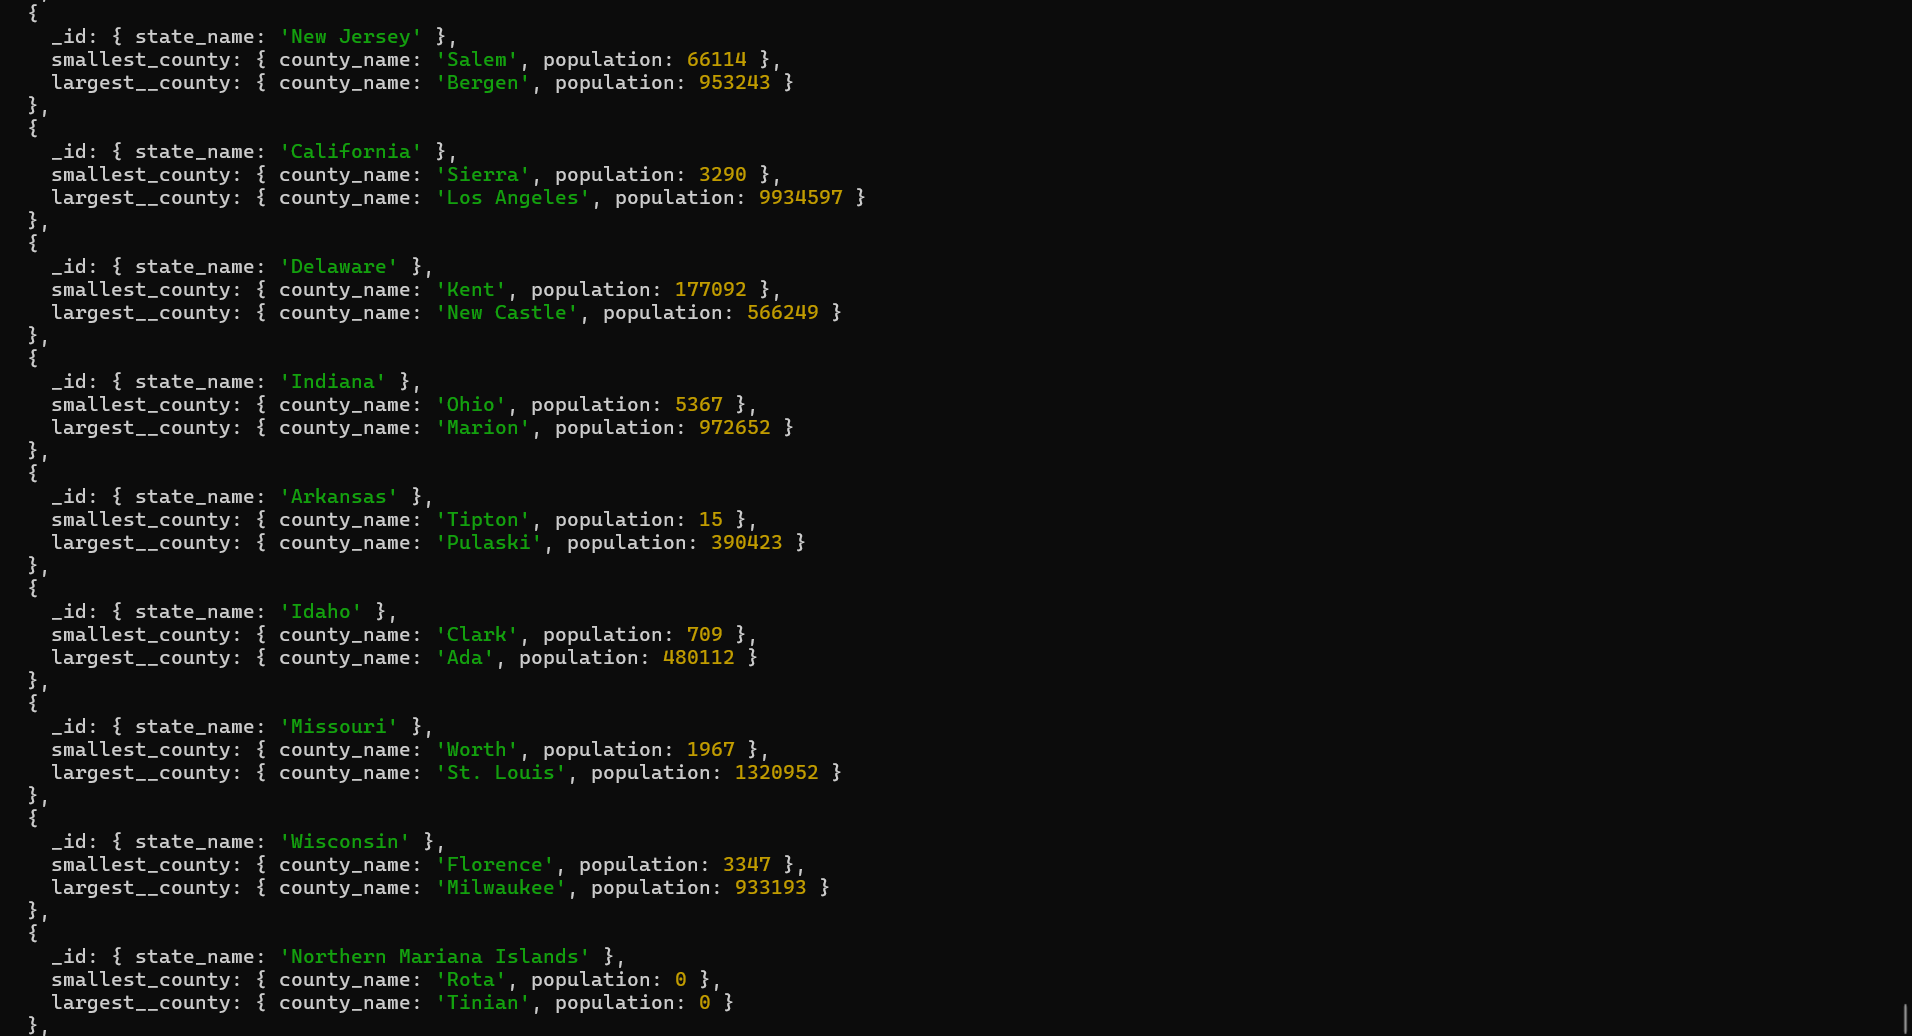 {
_id: { state_name: 'New Jersey' },
smallest_county: { county_name: 'Salem', population: 66114 },
largest__county: { county_name: 'Bergen', population: 953243 }
},
{
_id: { state_name: 'California' },
smallest_county: { county_name: 'Sierra', population: 3290 },
largest__county: { county_name: 'Los Angeles', population: 9934597 }
},
{
_id: { state_name: 'Delaware' },
smallest_county: { county_name: 'Kent', population: 177092 },
largest__county: { county_name: 'New Castle', population: 566249 }
},
{
_id: { state_name: 'Indiana' },
smallest_county: { county_name: 'Ohio', population: 5367 },
largest__county: { county_name: 'Marion', population: 972652 }
},
{
_id: { state_name: 'Arkansas' },
smallest_county: { county_name: 'Tipton', population: 15 },
largest__county: { county_name: 'Pulaski', population: 390423 }
},
{
_id: { state_name: 'Idaho' },
smallest_county: { county_name: 'Clark', population: 709 },
largest__county: { county_name: 'Ada', population: 480112 }
},
{
_id: { state_name: 'Missouri' },
smallest_county: { county_name: 'Worth', population: 1967 },
largest__county: { county_name: 'St. Louis', population: 1320952 }
},
{
_id: { state_name: 'Wisconsin' },
smallest_county: { county_name: 'Florence', population: 3347 },
largest__county: { county_name: 'Milwaukee', population: 933193 }
},
{
_id: { state_name: 'Northern Mariana Islands' },
smallest_county: { county_name: 'Rota', population: 0 },
largest__county: { county_name: 'Tinian', population: 0 }
},